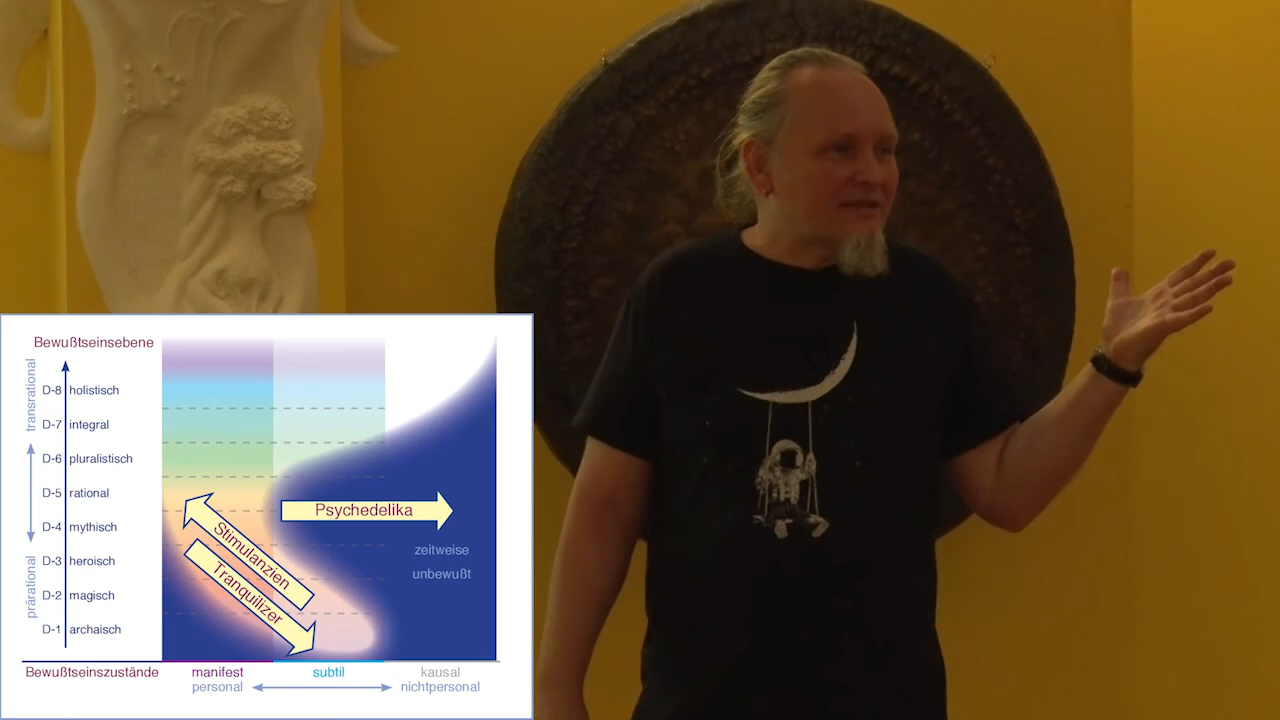 Bewußtseinsebene
transrational
prärational
D-8 holistisch
D-7 integral
D-6 pluralistisch
D-5 rational
D-4 mythisch
D-3 heroisch
D-2 magisch
D-1 archaisch
Psychedelika
Stimulanzien
Tranquilizer
zeitweise
unbewußt
Bewußtseinszustände manifest subtil kausal
personal nichtpersonal